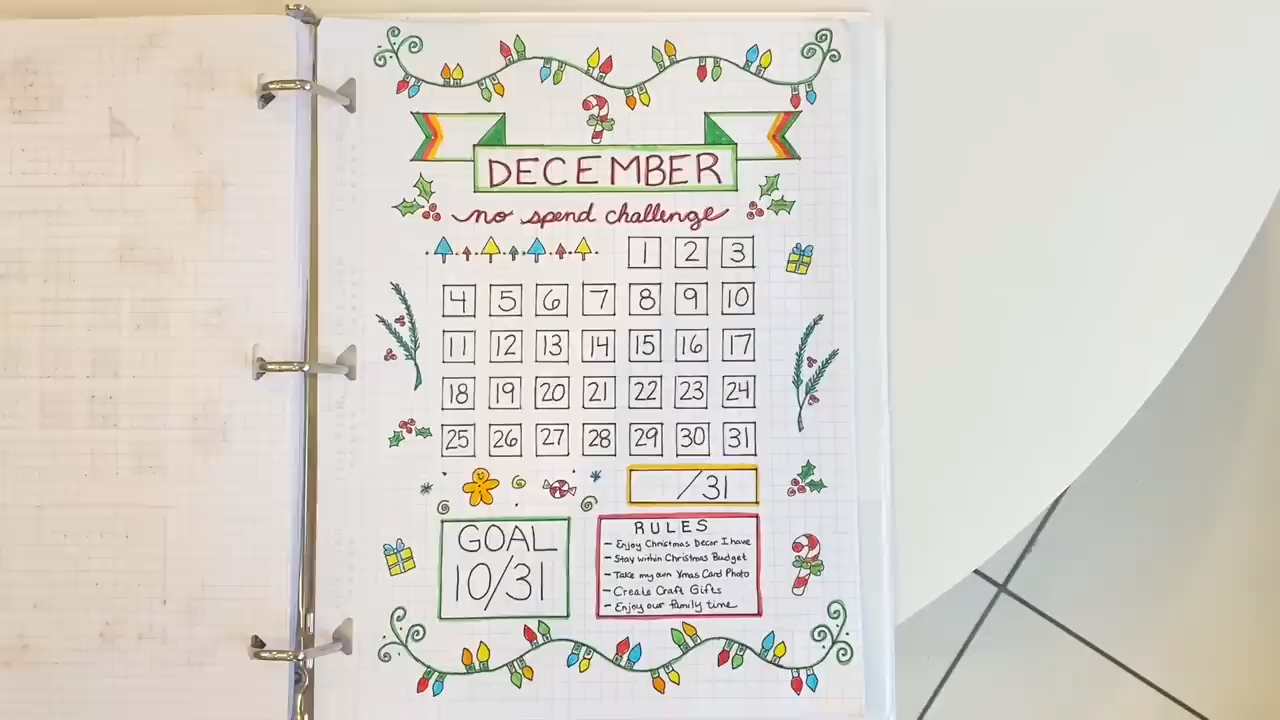 DECEMBER
no spend challenge
1 2 3
4 5 6 7 8 9 10
11 12 13 14 15 16 17
18 19 20 21 22 23 24
25 26 27 28 29 30 31
/31
GOAL
10/31
RULES
- Enjoy Christmas Decor I have
- Stay within Christmas Budget
- Take my own Xmas Card Photo
- Create Craft Gifts
- Enjoy our family time